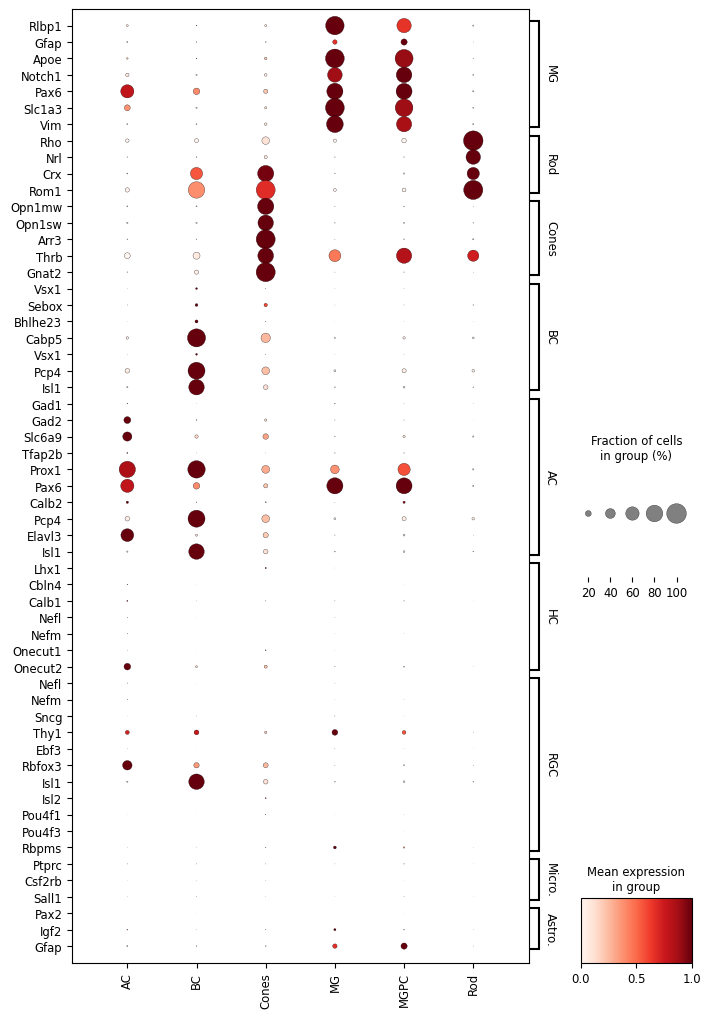 Rlbp1
Gfap
Apoe
Notch1
Pax6
Slc1a3
Vim
Rho
Nrl
Crx
Rom1
Opn1mw
Opn1sw
Arr3
Thrb
Gnat2
Vsx1
Sebox
Bhlhe23
Cabp5
Vsx1
Pcp4
Isl1
Gad1
Gad2
Slc6a9
Tfap2b
Prox1
Pax6
Calb2
Pcp4
Elavl3
Isl1
Lhx1
Cbln4
Calb1
Nefl
Nefm
Onecut1
Onecut2
Nefl
Nefm
Sncg
Thy1
Ebf3
Rbfox3
Isl1
Isl2
Pou4f1
Pou4f3
Rbpms
Ptprc
Csf2rb
Sall1
Pax2
Igf2
Gfap
AC
BC
Cones
MG
MGPC
Rod
MG
Rod
Cones
BC
AC
HC
RGC
Micro.
Astro.
Fraction of cells
in group (%)
20 40 60 80 100
Mean expression
in group
0.0 0.5 1.0